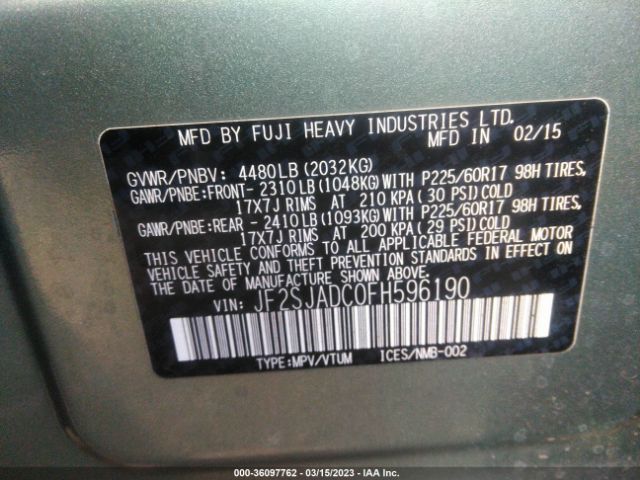 MFD BY FUJI HEAVY INDUSTRIES LTD.
MFD IN 02/15
GVWR/PNBV: 4480LB(2032KG)
GAWR/PNBE:FRONT-2310LB(1048KG)WITH P225/60R17 98H TIRES,
17X7J RIMS AT 210 KPA(30 PSI)COLD
GAWR/PNBE:REAR - 2410LB(1093KG)WITH P225/60R17 98H TIRES,
17X7J RIMS AT 200 KPA(29 PSI)COLD
THIS VEHICLE CONFORMS TO ALL APPLICABLE FEDERAL MOTOR
VEHICLE SAFETY AND THEFT PREVENTION STANDARDS IN EFFECT ON
THE DATE OF MANUFACTURE SHOWN ABOVE.
VIN: JF2SJADC0FH596190
TYPE:MPV/VTUM ICES/NMB-002
000-36097762 — 03/15/2023 — IAA Inc.